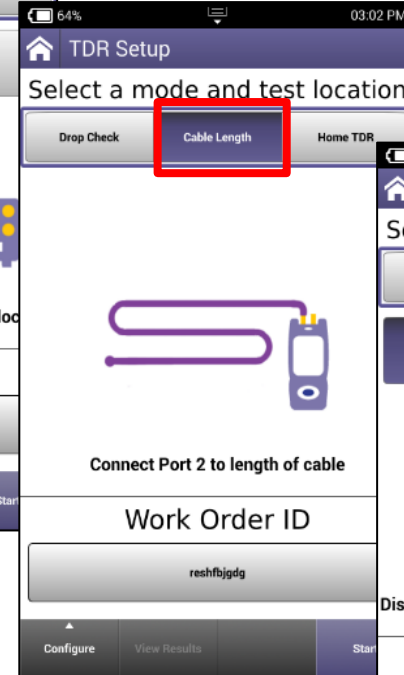 64%
03:02 PM
TDR Setup
Select a mode and test location
Drop Check
Cable Length
Home TDR
Connect Port 2 to length of cable
Work Order ID
reshfbjgdg
Configure
View Results
Start